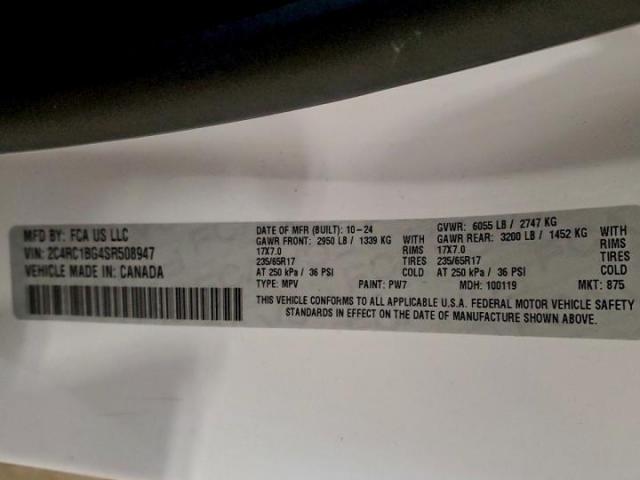 MFD BY: FCA US LLC
VIN: 2C4RC1BG4SR508947
VEHICLE MADE IN: CANADA
DATE OF MFR (BUILT): 10-24 GVWR: 6055 LB / 2747 KG
GAWR FRONT: 2950 LB / 1339 KG WITH GAWR REAR: 3200 LB / 1452 KG WITH
17X7.0 RIMS 17X7.0 RIMS
235/65R17 TIRES 235/65R17 TIRES
AT 250 kPa / 36 PSI COLD AT 250 kPa / 36 PSI COLD
TYPE: MPV PAINT: PW7 MDH: 100119 MKT: 875
THIS VEHICLE CONFORMS TO ALL APPLICABLE U.S.A. FEDERAL MOTOR VEHICLE SAFETY
STANDARDS IN EFFECT ON THE DATE OF MANUFACTURE SHOWN ABOVE.